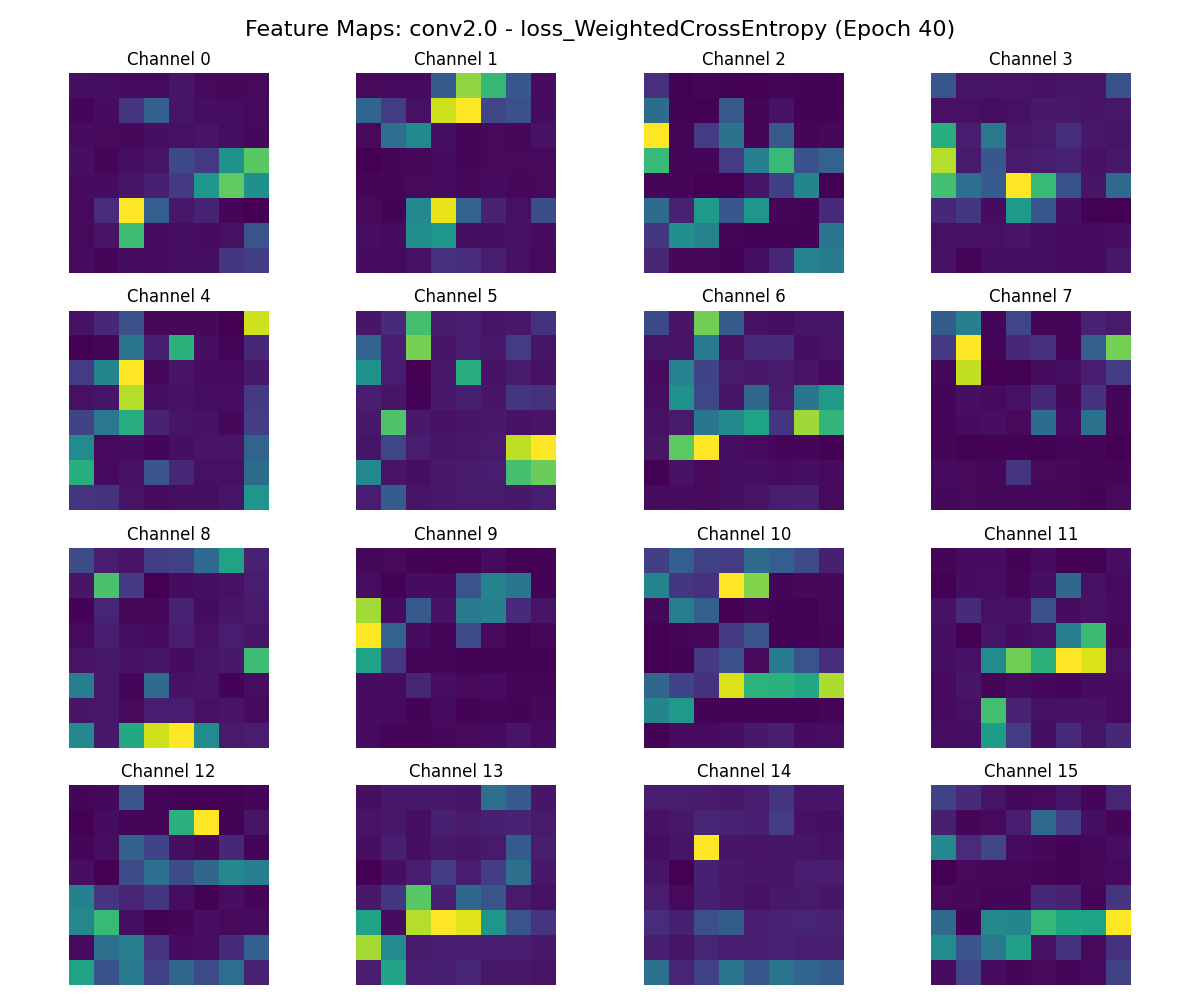 Feature Maps: conv2.0 - loss_WeightedCrossEntropy (Epoch 40)
Channel 0 Channel 1 Channel 2 Channel 3
Channel 4 Channel 5 Channel 6 Channel 7
Channel 8 Channel 9 Channel 10 Channel 11
Channel 12 Channel 13 Channel 14 Channel 15